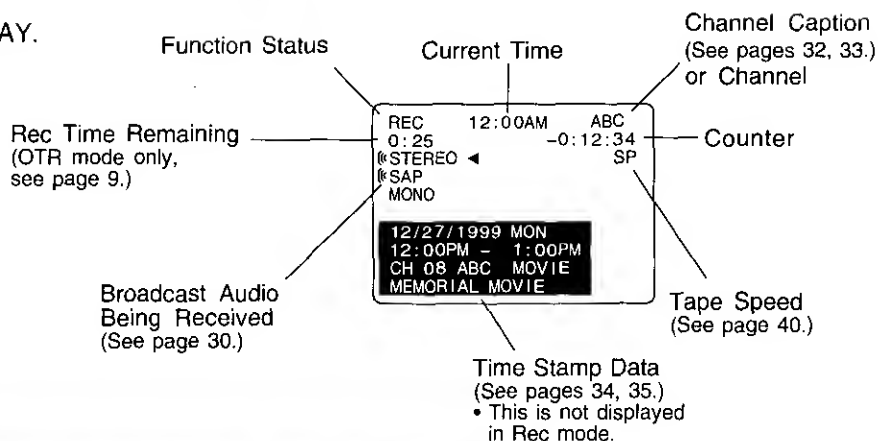 AY.
Function Status
Current Time
Channel Caption
(See pages 32, 33.)
or Channel
Rec Time Remaining
(OTR mode only,
see page 9.)
REC 12:00AM ABC
0:25 -0:12:34
STEREO ◄ SP
SAP
MONO
Counter
12/27/1999 MON
12:00PM – 1:00PM
CH 08 ABC MOVIE
MEMORIAL MOVIE
Broadcast Audio
Being Received
(See page 30.)
Tape Speed
(See page 40.)
Time Stamp Data
(See pages 34, 35.)
• This is not displayed
in Rec mode.